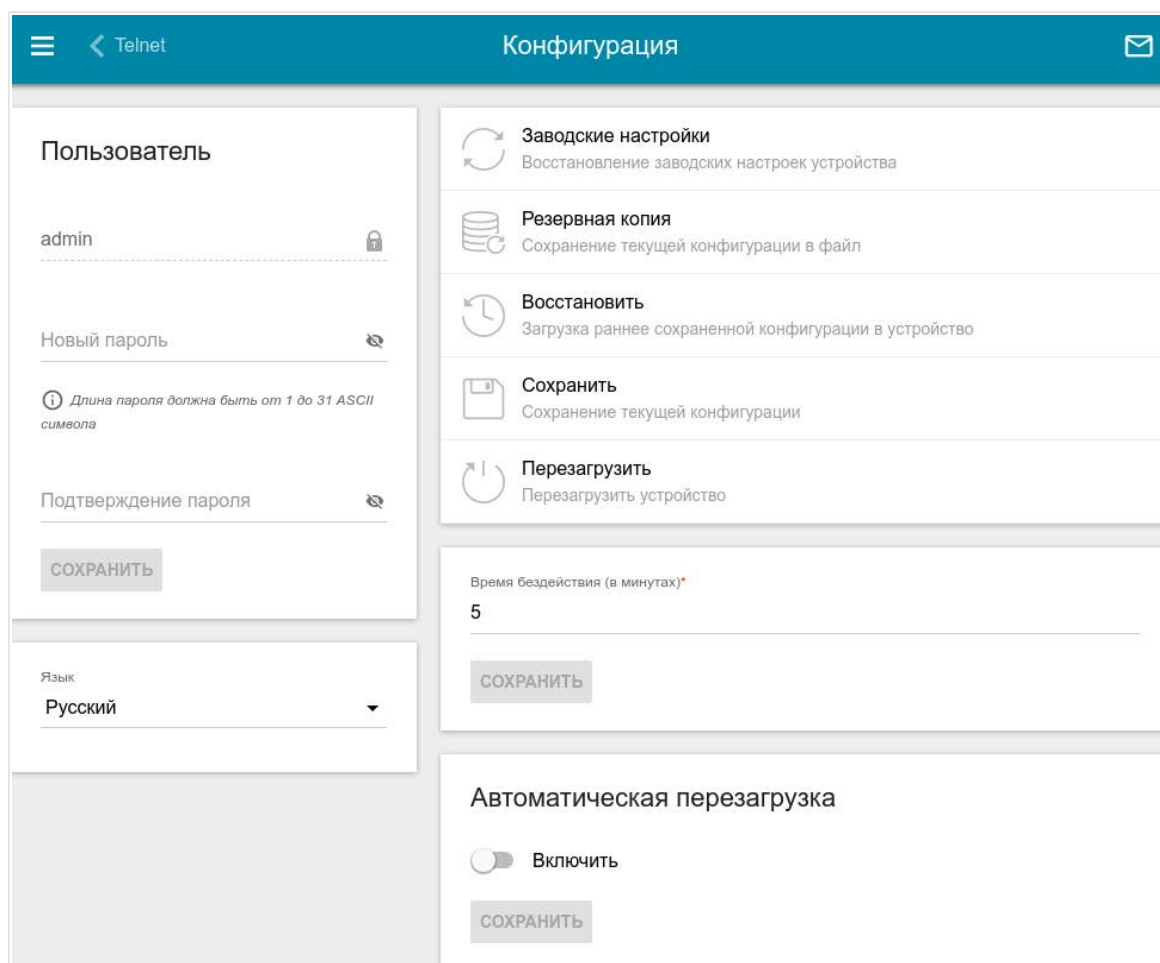 Telnet
Конфигурация
Пользователь
admin
Новый пароль
Длина пароля должна быть от 1 до 31 ASCII
символа
Подтверждение пароля
СОХРАНИТЬ
Язык
Русский
Заводские настройки
Восстановление заводских настроек устройства
Резервная копия
Сохранение текущей конфигурации в файл
Восстановить
Загрузка раннее сохраненной конфигурации в устройство
Сохранить
Сохранение текущей конфигурации
Перезагрузить
Перезагрузить устройство
Время бездействия (в минутах)*
5
СОХРАНИТЬ
Автоматическая перезагрузка
Включить
СОХРАНИТЬ